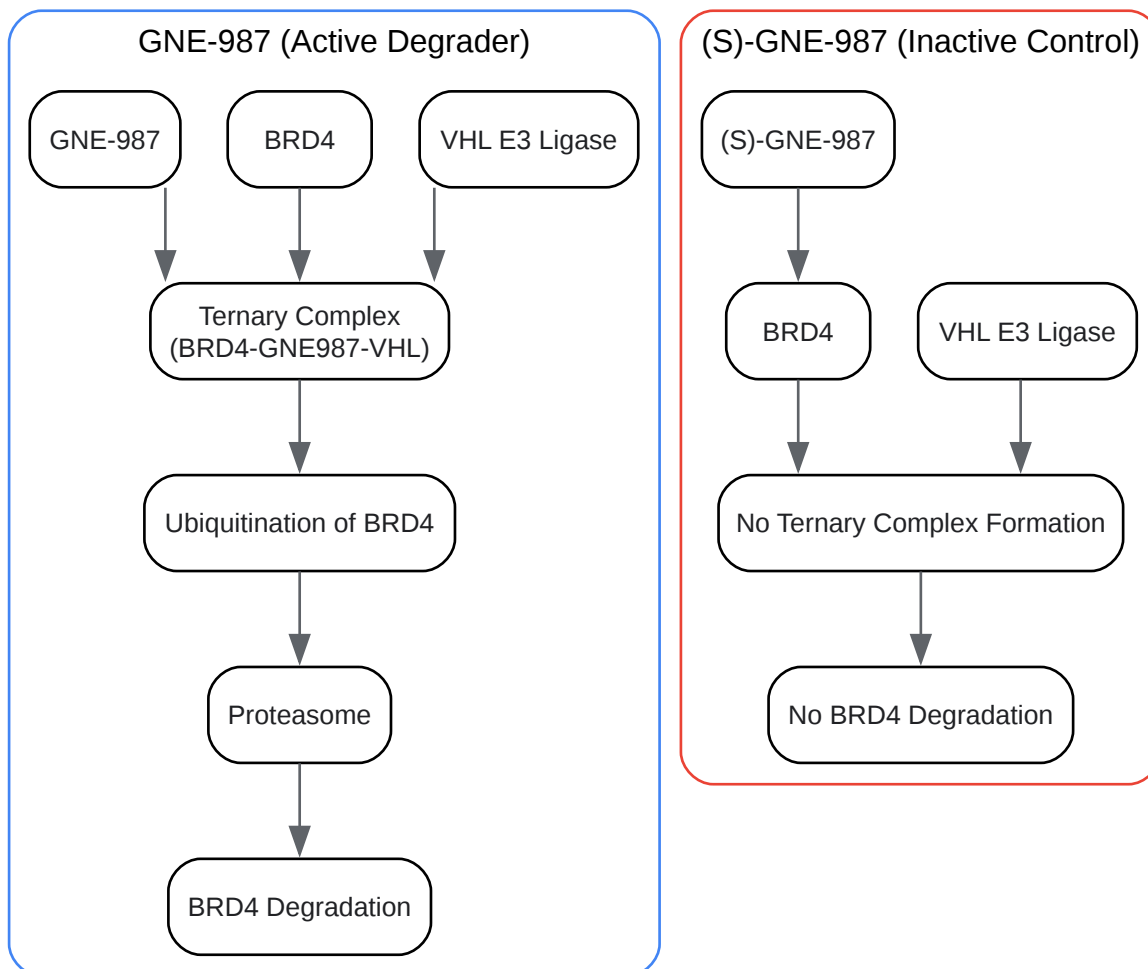 GNE-987 (Active Degrader)
GNE-987
BRD4
VHL E3 Ligase
Ternary Complex
(BRD4-GNE987-VHL)
Ubiquitination of BRD4
Proteasome
BRD4 Degradation
(S)-GNE-987 (Inactive Control)
(S)-GNE-987
BRD4
VHL E3 Ligase
No Ternary Complex Formation
No BRD4 Degradation